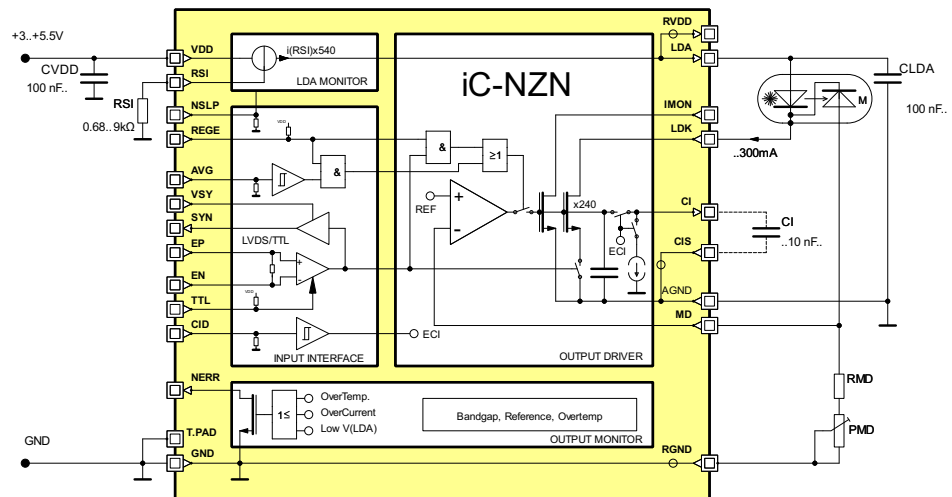 RVDD
+3..+5.5V
VDD
i(RSI)x540
LDA
iC-NZN
CVDD
RSI
CLDA
100 nF..
LDA MONITOR
M
RSI
NSLP
IMON
100 nF..
0.68..9kΩ
VDD
REGE
LDK
&
≥1
..300mA
AVG
&
VSY
REF
+
x240
CI
SYN
-
CI
LVDS/TTL
ECI
..10 nF..
EP
+
CIS
EN
-
VDD
AGND
TTL
MD
CID
ECI
INPUT INTERFACE
OUTPUT DRIVER
NERR
RMD
OverTemp.
1≤
OverCurrent
Bandgap, Reference, Overtemp
Low V(LDA)
PMD
T.PAD
OUTPUT MONITOR
GND
GND
RGND